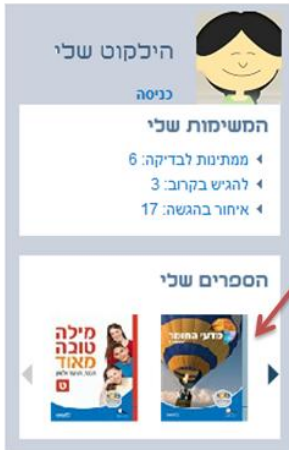 הילקוט שלי
כניסה
המשימות שלי
ממתינות לבדיקה: 6
להגיש בקרוב: 3
איחור בהגשה: 17
הספרים שלי
מדעי החומר
מילה
טובה
מאוד
ט